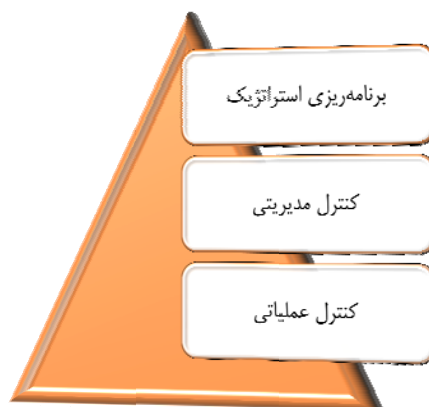 برنامه‌ریزی استراتژیک
کنترل مدیریتی
کنترل عملیاتی